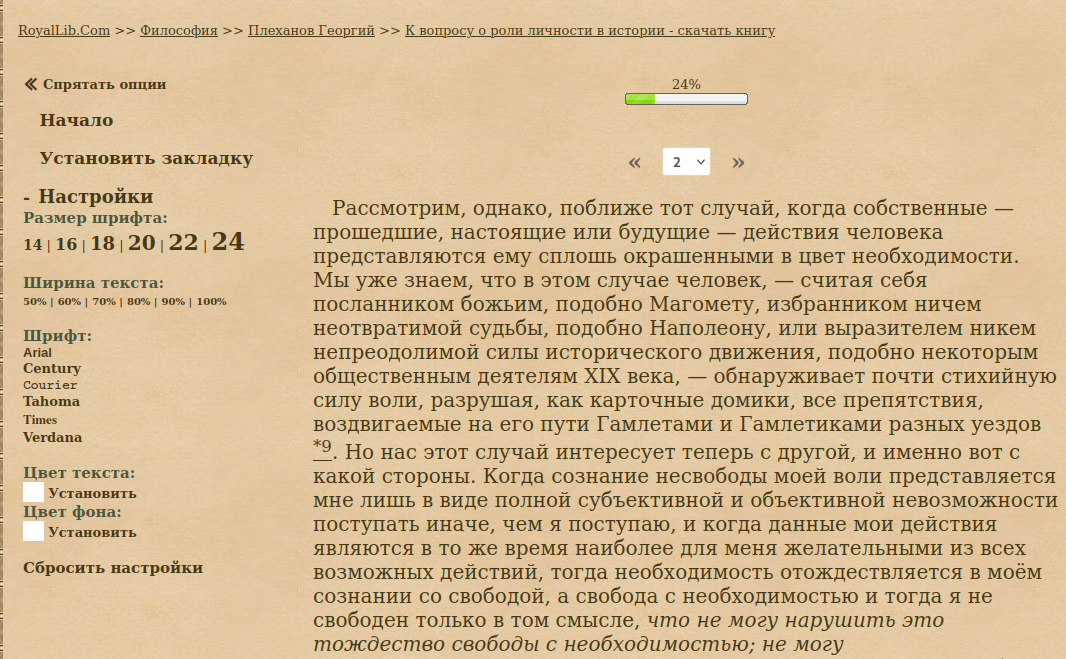 RoyalLib.Com >> Философия >> Плеханов Георгий >> К вопросу о роли личности в истории - скачать книгу
Спрятать опции
Начало
Установить закладку
- Настройки
Размер шрифта:
14 | 16 | 18 | 20 | 22 | 24
Ширина текста:
50% | 60% | 70% | 80% | 90% | 100%
Шрифт:
Arial
Century
Courier
Tahoma
Times
Verdana
Цвет текста:
Установить
Цвет фона:
Установить
Сбросить настройки
24%
« 2 »
Рассмотрим, однако, поближе тот случай, когда собственные —
прошедшие, настоящие или будущие — действия человека
представляются ему сплошь окрашенными в цвет необходимости.
Мы уже знаем, что в этом случае человек, — считая себя
посланником божьим, подобно Магомету, избранником ничем
неотвратимой судьбы, подобно Наполеону, или выразителем никем
непреодолимой силы исторического движения, подобно некоторым
общественным деятелям XIX века, — обнаруживает почти стихийную
силу воли, разрушая, как карточные домики, все препятствия,
воздвигаемые на его пути Гамлетами и Гамлетиками разных уездов
*9. Но нас этот случай интересует теперь с другой, и именно вот с
какой стороны. Когда сознание несвободы моей воли представляется
мне лишь в виде полной субъективной и объективной невозможности
поступать иначе, чем я поступаю, и когда данные мои действия
являются в то же время наиболее для меня желательными из всех
возможных действий, тогда необходимость отождествляется в моём
сознании со свободой, а свобода с необходимостью и тогда я не
свободен только в том смысле, что не могу нарушить это
тождество свободы с необходимостью; не могу